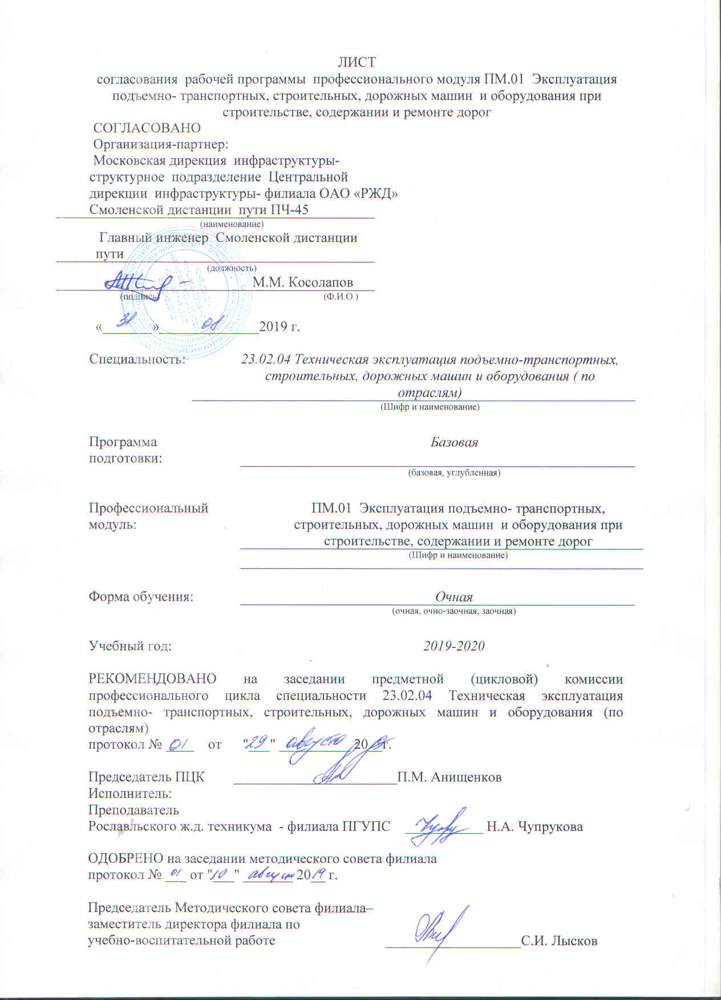 ЛИСТ
согласования рабочей программы профессионального модуля ПМ.01 Эксплуатация
подъемно- транспортных, строительных, дорожных машин и оборудования при
строительстве, содержании и ремонте дорог
СОГЛАСОВАНО
Организация-партнер:
Московская дирекция инфраструктуры-
структурное подразделение Центральной
дирекции инфраструктуры- филиала ОАО «РЖД»
Смоленской дистанции пути ПЧ-45
(наименование)
Главный инженер Смоленской дистанции
пути
(должность)
М.М. Косолапов
(подпись) (Ф.И.О.)
«31» 08 2019 г.
Специальность: 23.02.04 Техническая эксплуатация подъемно-транспортных,
строительных, дорожных машин и оборудования ( по
отраслям)
(Шифр и наименование)
Программа Базовая
подготовки:
(базовая, углубленная)
Профессиональный ПМ.01 Эксплуатация подъемно- транспортных,
модуль: строительных, дорожных машин и оборудования при
строительстве, содержании и ремонте дорог
(Шифр и наименование)
Форма обучения: Очная
(очная, очно-заочная, заочная)
Учебный год: 2019-2020
РЕКОМЕНДОВАНО на заседании предметной (цикловой) комиссии
профессионального цикла специальности 23.02.04 Техническая эксплуатация
подъемно- транспортных, строительных, дорожных машин и оборудования (по
отраслям)
протокол № 01 от "29" августа 2019 г.
Председатель ПЦК П.М. Анищенков
Исполнитель:
Преподаватель
Рославльского ж.д. техникума - филиала ПГУПС Н.А. Чупрукова
ОДОБРЕНО на заседании методического совета филиала
протокол № 01 от "30" август 2019 г.
Председатель Методического совета филиала–
заместитель директора филиала по
учебно-воспитательной работе С.И. Лысков